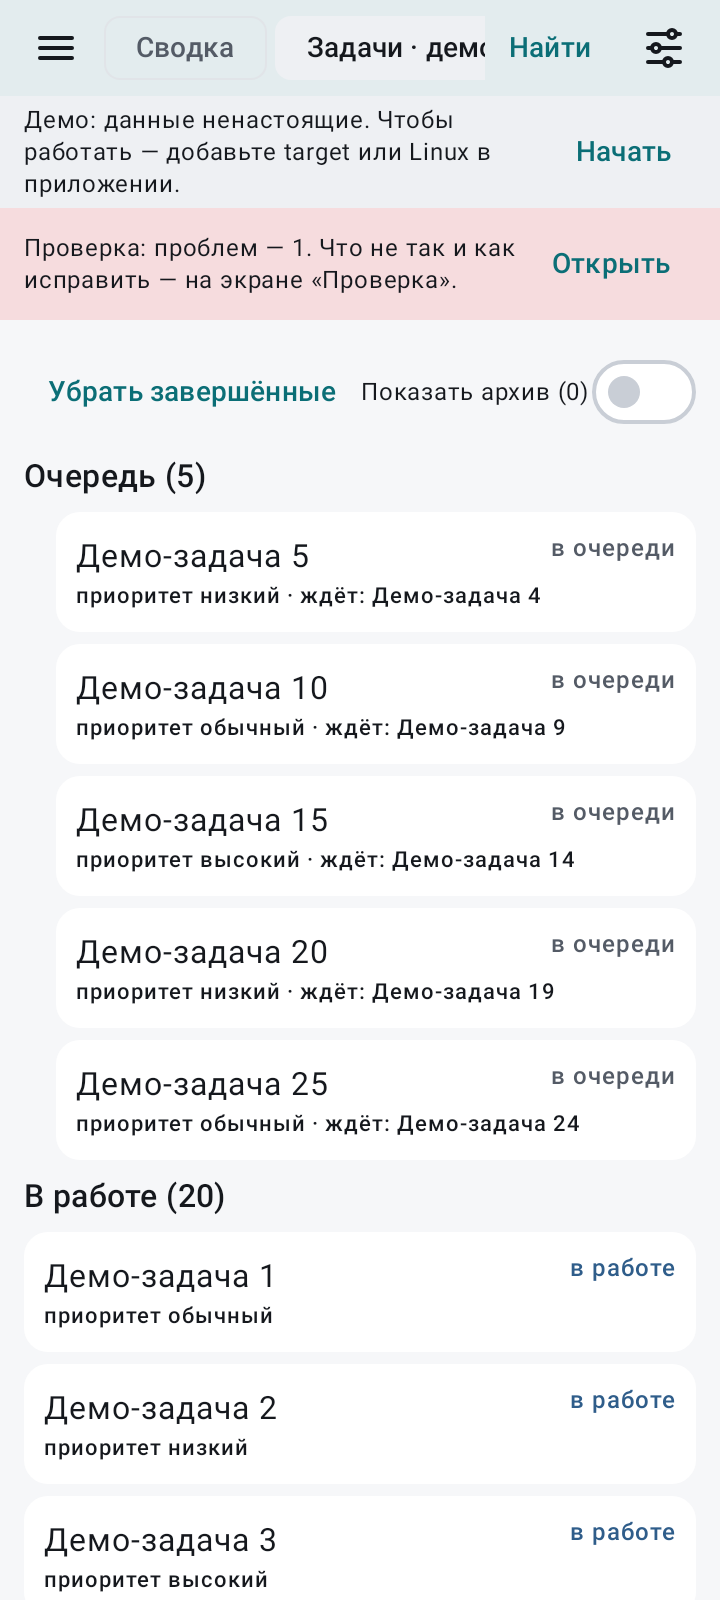 Сводка
Задачи · демо
Найти
Демо: данные ненастоящие. Чтобы
работать — добавьте target или Linux в
приложении.
Начать
Проверка: проблем — 1. Что не так и как
исправить — на экране «Проверка».
Открыть
Убрать завершённые
Показать архив (0)
Очередь (5)
Демо-задача 5
в очереди
приоритет низкий · ждёт: Демо-задача 4
Демо-задача 10
в очереди
приоритет обычный · ждёт: Демо-задача 9
Демо-задача 15
в очереди
приоритет высокий · ждёт: Демо-задача 14
Демо-задача 20
в очереди
приоритет низкий · ждёт: Демо-задача 19
Демо-задача 25
в очереди
приоритет обычный · ждёт: Демо-задача 24
В работе (20)
Демо-задача 1
в работе
приоритет обычный
Демо-задача 2
в работе
приоритет низкий
Демо-задача 3
в работе
приоритет высокий